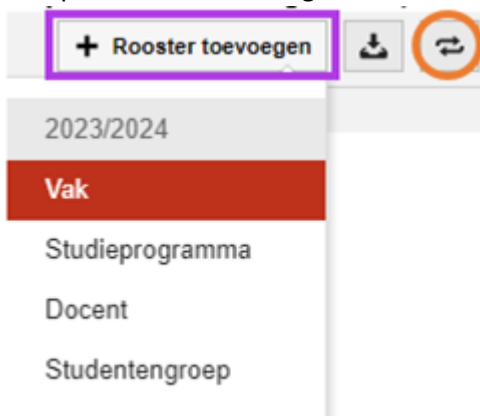 + Rooster toevoegen
2023/2024
Vak
Studieprogramma
Docent
Studentengroep